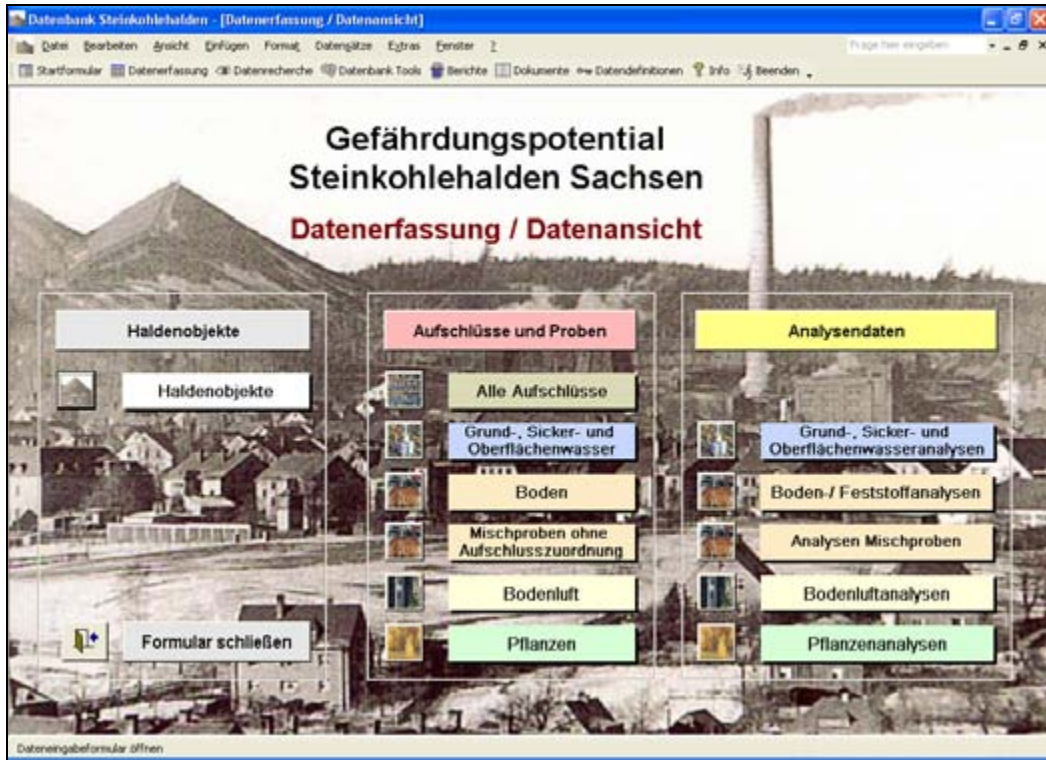 Datenbank Steinkohlehalden - [Datenerfassung / Datenansicht]
Datei Bearbeiten Ansicht Einfügen Format Datensätze Extras Fenster ? Frage hier eingeben
Startformular Datenerfassung Datenrecherche Datenbank Tools Berichte Dokumente Datendefinitionen Info Beenden
Gefährdungspotential
Steinkohlehalden Sachsen
Datenerfassung / Datenansicht
Haldenobjekte
Haldenobjekte
Formular schließen
Aufschlüsse und Proben
Alle Aufschlüsse
Grund-, Sicker- und
Oberflächenwasser
Boden
Mischproben ohne
Aufschlusszuordnung
Bodenluft
Pflanzen
Analysendaten
Grund-, Sicker- und
Oberflächenwasseranalysen
Boden-/ Feststoffanalysen
Analysen Mischproben
Bodenluftanalysen
Pflanzenanalysen
Dateneingabeformular öffnen